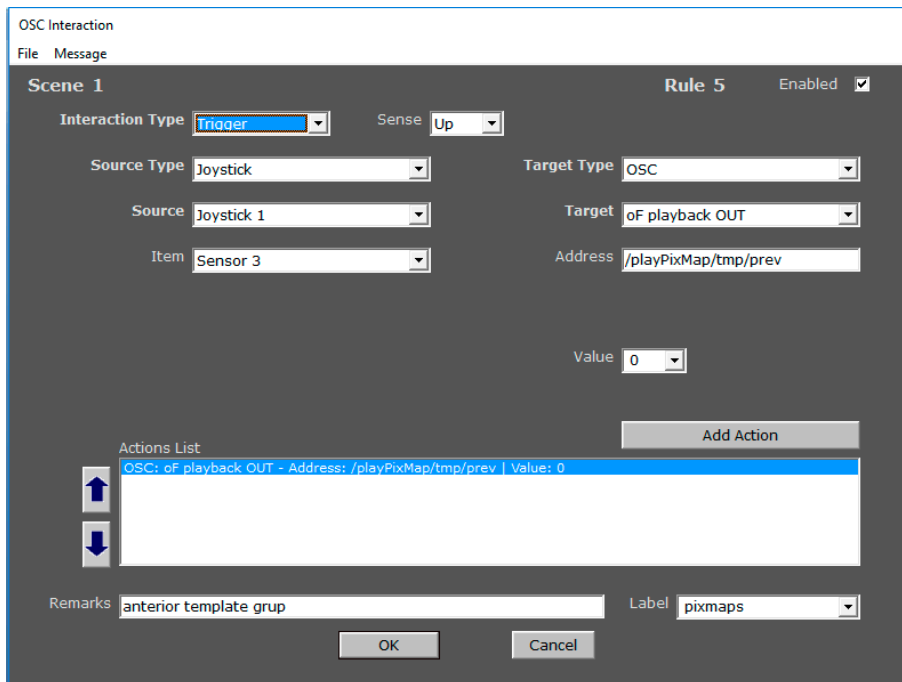 OSC Interaction
File Message
Scene 1 Rule 5 Enabled
Interaction Type Trigger Sense Up
Source Type Joystick Target Type OSC
Source Joystick 1 Target oF playback OUT
Item Sensor 3 Address /playPixMap/tmp/prev
Value 0
Add Action
Actions List
OSC: oF playback OUT - Address: /playPixMap/tmp/prev | Value: 0
Remarks anterior template grup Label pixmaps
OK Cancel